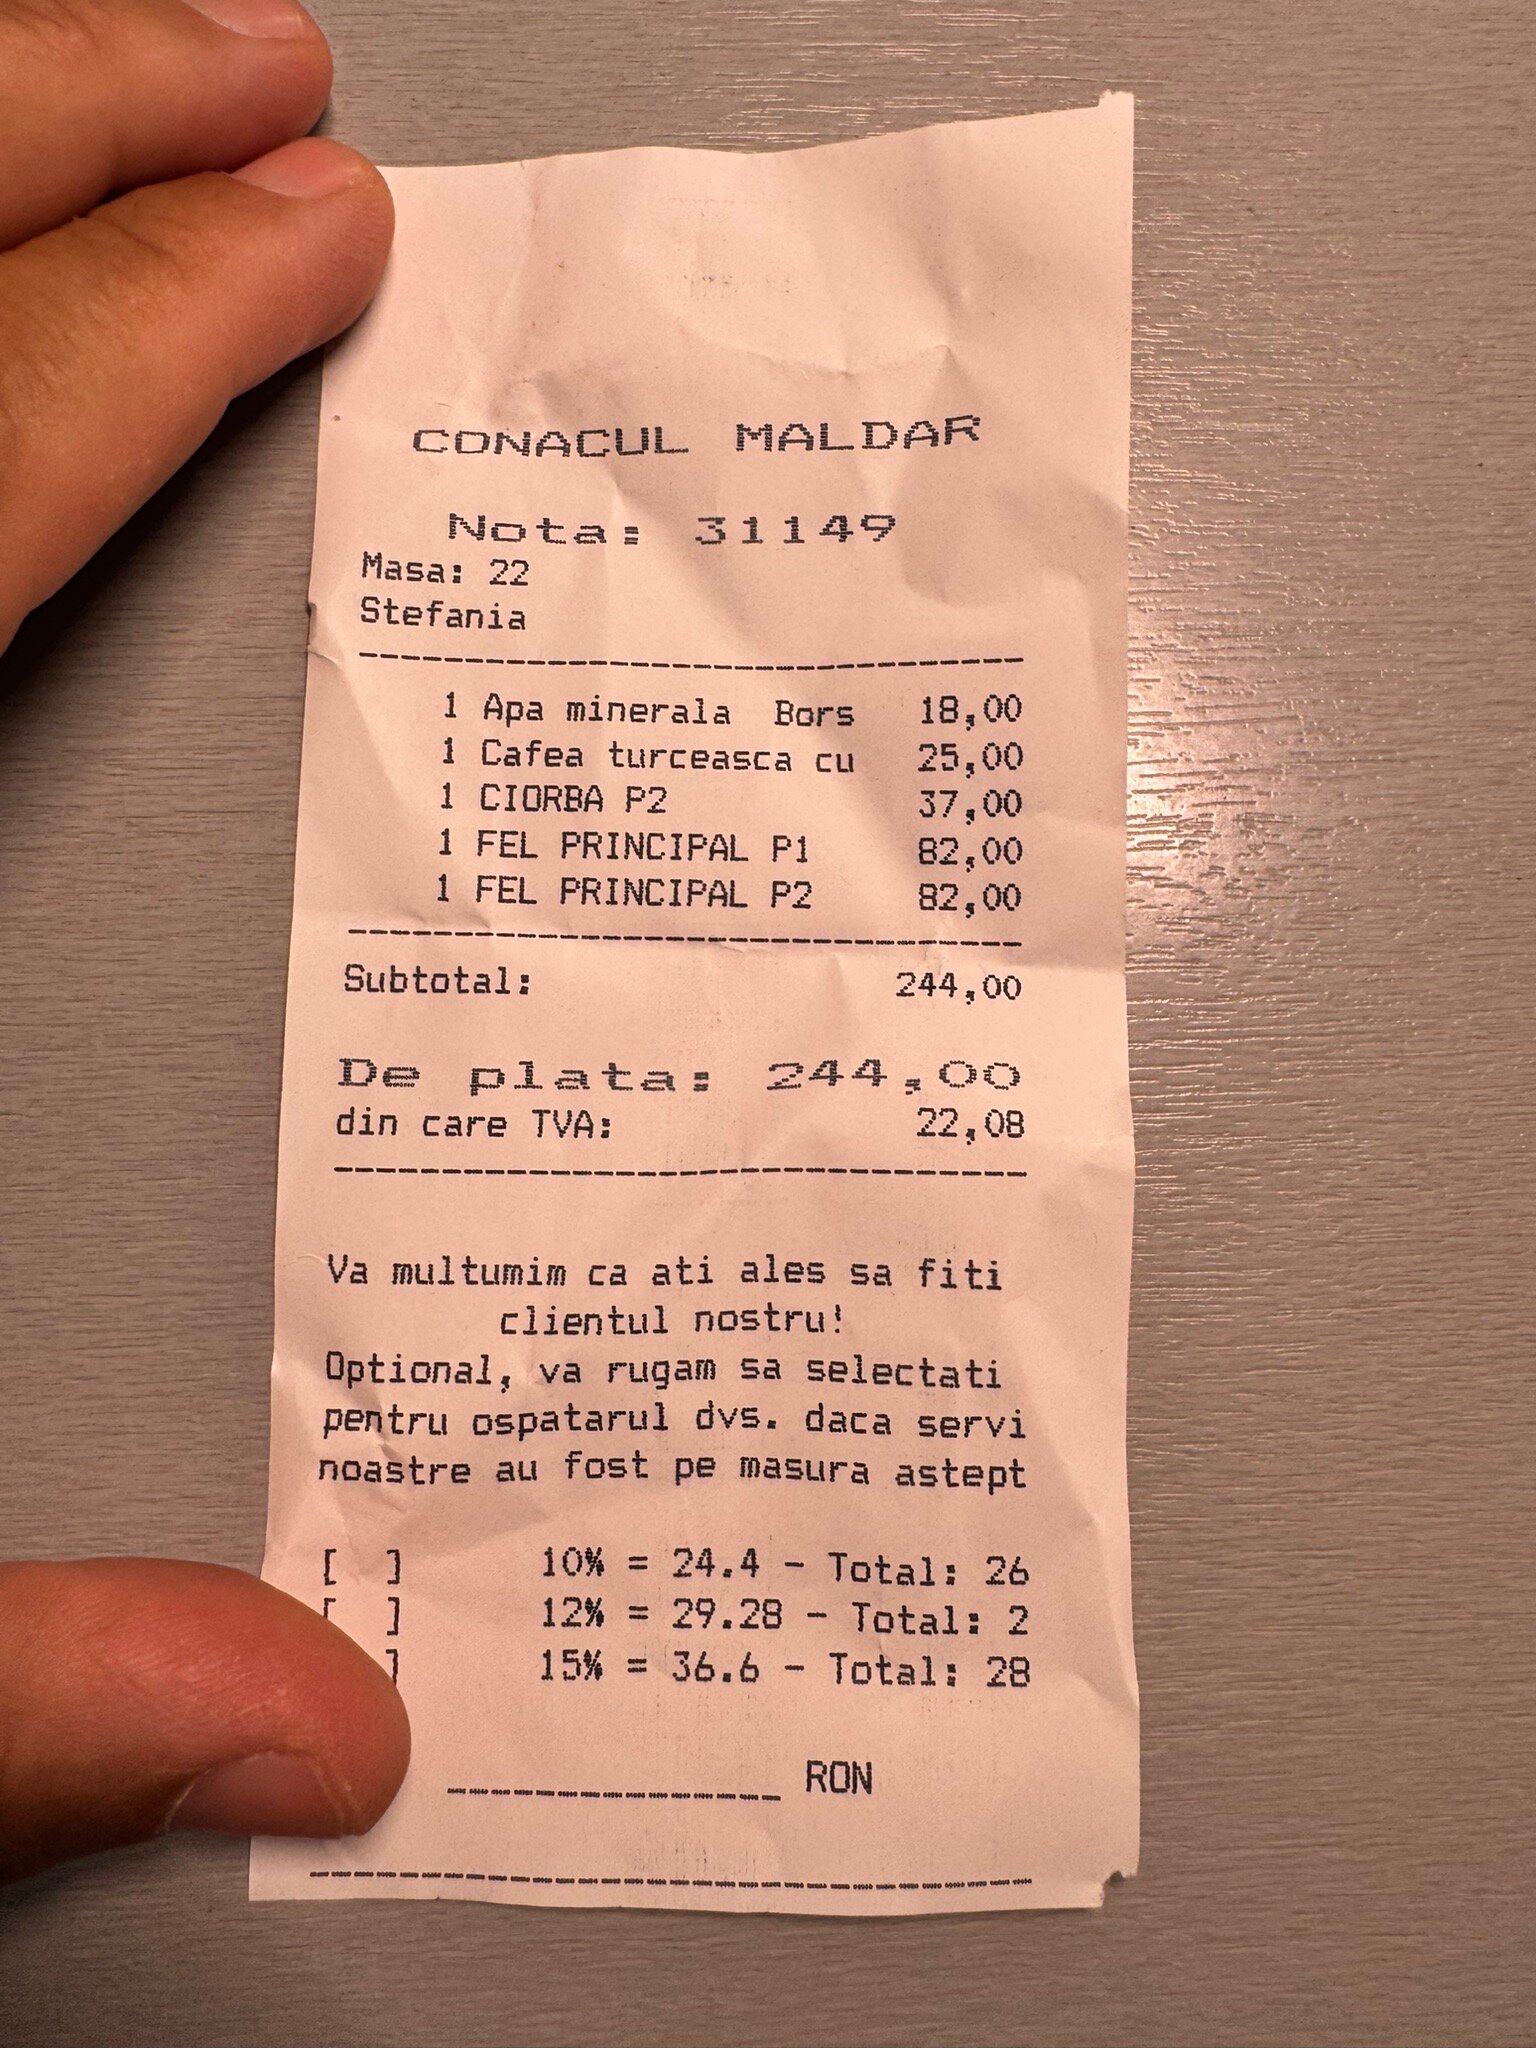 CONACUL MALDAR
Nota: 31149
Masa: 22
Stefania
1 Apa minerala Bors 18,00
1 Cafea turceasca cu 25,00
1 CIORBA P2 37,00
1 FEL PRINCIPAL P1 82,00
1 FEL PRINCIPAL P2 82,00
Subtotal: 244,00
De plata: 244,00
din care TVA: 22,08
Va multumim ca ati ales sa fiti
clientul nostru!
Optional, va rugam sa selectati
pentru ospatarul dvs. daca servi
noastre au fost pe masura astept
[ ] 10% = 24.4 - Total: 26
[ ] 12% = 29.28 - Total: 2
] 15% = 36.6 - Total: 28
____________ RON